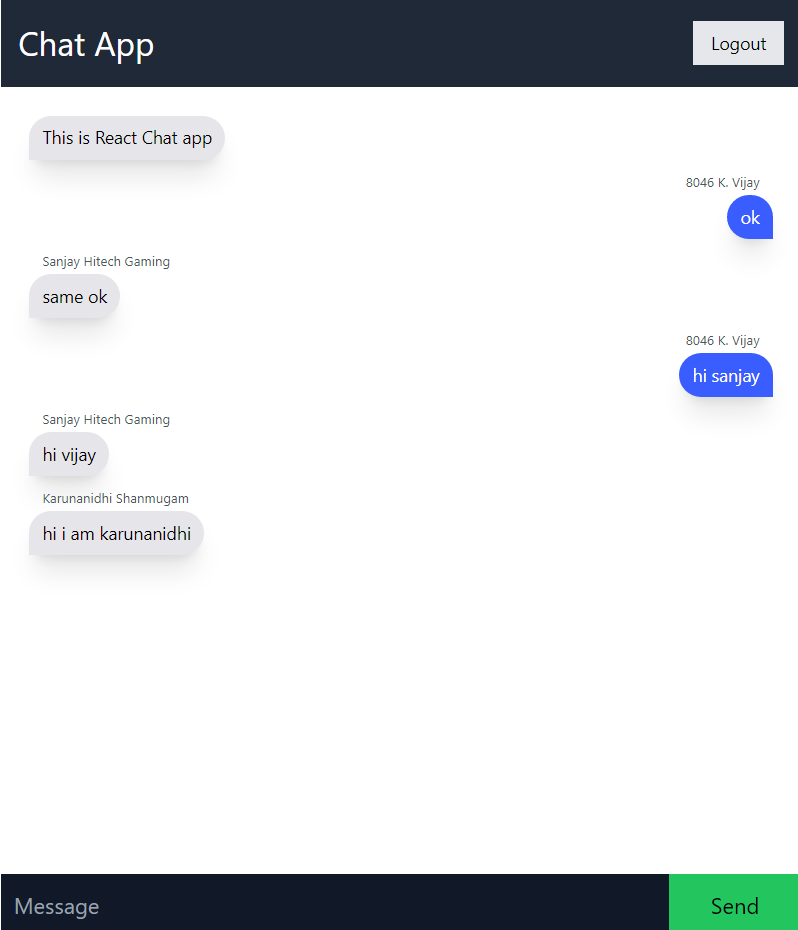 Chat App
Logout
This is React Chat app
8046 K. Vijay
ok
Sanjay Hitech Gaming
same ok
8046 K. Vijay
hi sanjay
Sanjay Hitech Gaming
hi vijay
Karunanidhi Shanmugam
hi i am karunanidhi
Message
Send